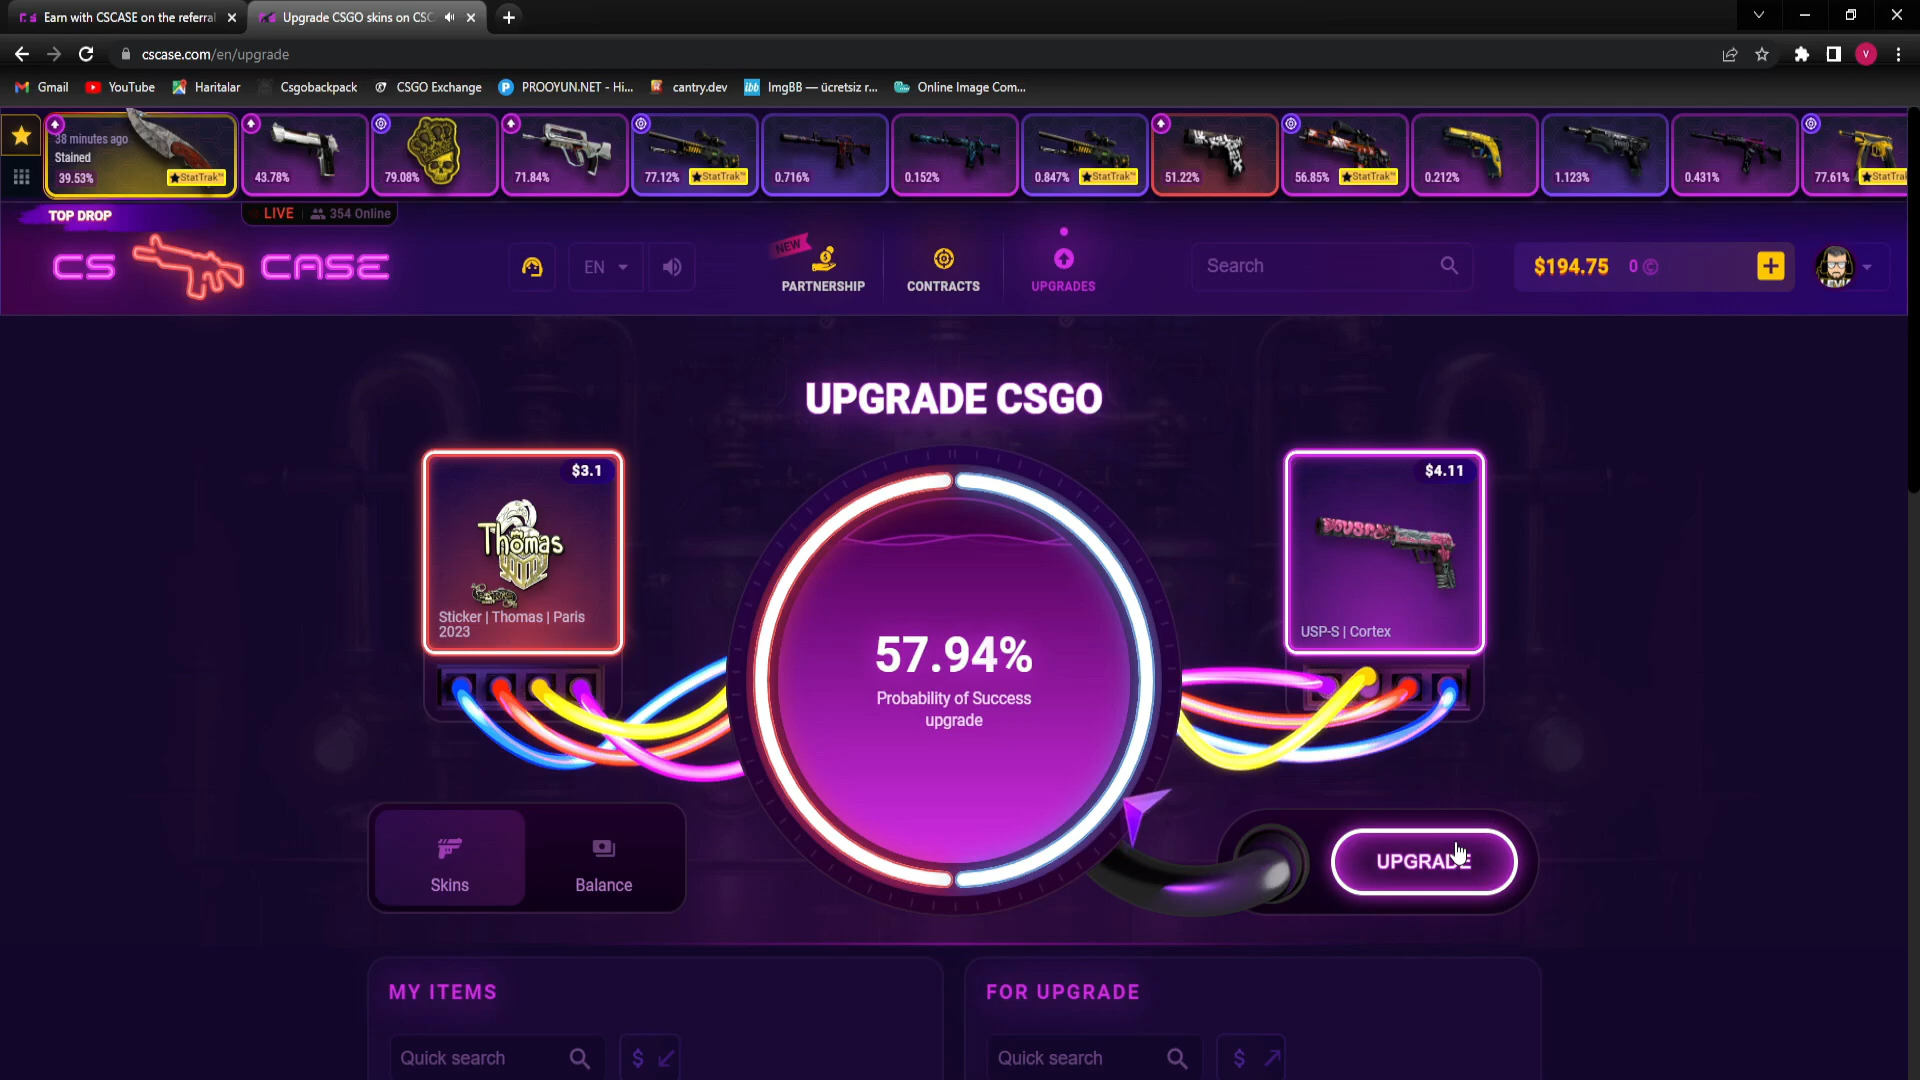 Earn with CSCASE on the referral
Upgrade CSGO skins on CSC
cscase.com/en/upgrade
V
Gmail
YouTube
Haritalar
Csgobackpack
CSGO Exchange
PROOYUN.NET - Hi...
cantry.dev
ImgBB — ücretsiz r...
Online Image Com...
38 minutes ago
Stained
39.53%
★StatTrak™
43.78%
79.08%
71.84%
77.12%
★StatTrak™
0.716%
0.152%
0.847%
★StatTrak™
51.22%
56.85%
★StatTrak™
0.212%
1.123%
0.431%
77.61%
★StatTrak
TOP DROP
LIVE
354 Online
CS CASE
EN
NEW
PARTNERSHIP
CONTRACTS
UPGRADES
Search
$194.75
0
UPGRADE CSGO
$3.1
Thomas
Sticker | Thomas | Paris
2023
57.94%
Probability of Success
upgrade
$4.11
USP-S | Cortex
Skins
Balance
UPGRADE
MY ITEMS
Quick search
$
FOR UPGRADE
Quick search
$